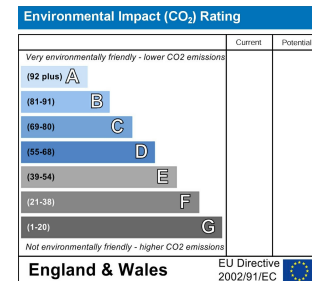 Environmental Impact (CO₂) Rating
Current Potential
Very environmentally friendly - lower CO2 emissions
(92 plus) A
(81-91) B
(69-80) C
(55-68) D
(39-54) E
(21-38) F
(1-20) G
Not environmentally friendly - higher CO2 emissions
England & Wales
EU Directive
2002/91/EC